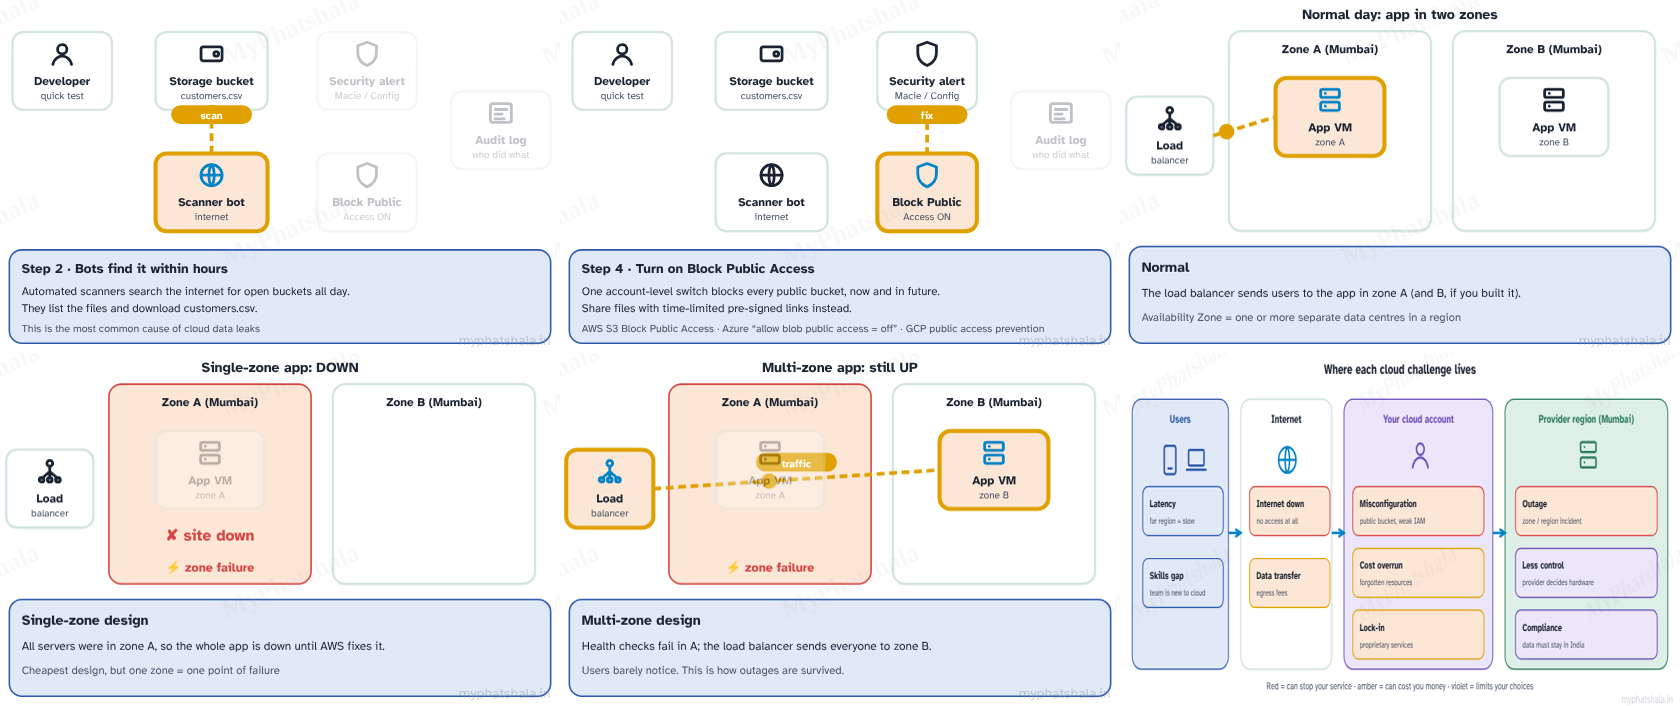 Developer
quick test
Storage bucket
customers.csv
scan
Security alert
Macie / Config
Audit log
who did what
Scanner bot
internet
Block Public
Access ON
Step 2 · Bots find it within hours
Automated scanners search the internet for open buckets all day.
They list the files and download customers.csv.
This is the most common cause of cloud data leaks
myphatshala.in
Developer
quick test
Storage bucket
customers.csv
Security alert
Macie / Config
fix
Audit log
who did what
Scanner bot
internet
Block Public
Access ON
Step 4 · Turn on Block Public Access
One account-level switch blocks every public bucket, now and in future.
Share files with time-limited pre-signed links instead.
AWS S3 Block Public Access · Azure “allow blob public access = off” · GCP public access prevention
myphatshala.in
Normal day: app in two zones
Zone A (Mumbai)
Zone B (Mumbai)
Load
balancer
App VM
zone A
App VM
zone B
Normal
The load balancer sends users to the app in zone A (and B, if you built it).
Availability Zone = one or more separate data centres in a region
myphatshala.in
Single-zone app: DOWN
Zone A (Mumbai)
Zone B (Mumbai)
Load
balancer
App VM
zone A
✘ site down
⚡ zone failure
Single-zone design
All servers were in zone A, so the whole app is down until AWS fixes it.
Cheapest design, but one zone = one point of failure
myphatshala.in
Multi-zone app: still UP
Zone A (Mumbai)
Zone B (Mumbai)
Load
balancer
traffic
App VM
zone A
App VM
zone B
⚡ zone failure
Multi-zone design
Health checks fail in A; the load balancer sends everyone to zone B.
Users barely notice. This is how outages are survived.
myphatshala.in
Where each cloud challenge lives
Users
Internet
Your cloud account
Provider region (Mumbai)
Latency
far region = slow
Internet down
no access at all
Misconfiguration
public bucket, weak IAM
Outage
zone / region incident
Skills gap
team is new to cloud
Data transfer
egress fees
Cost overrun
forgotten resources
Less control
provider decides hardware
Lock-in
proprietary services
Compliance
data must stay in India
Red = can stop your service · amber = can cost you money · violet = limits your choices
myphatshala.in
MyPhatshala